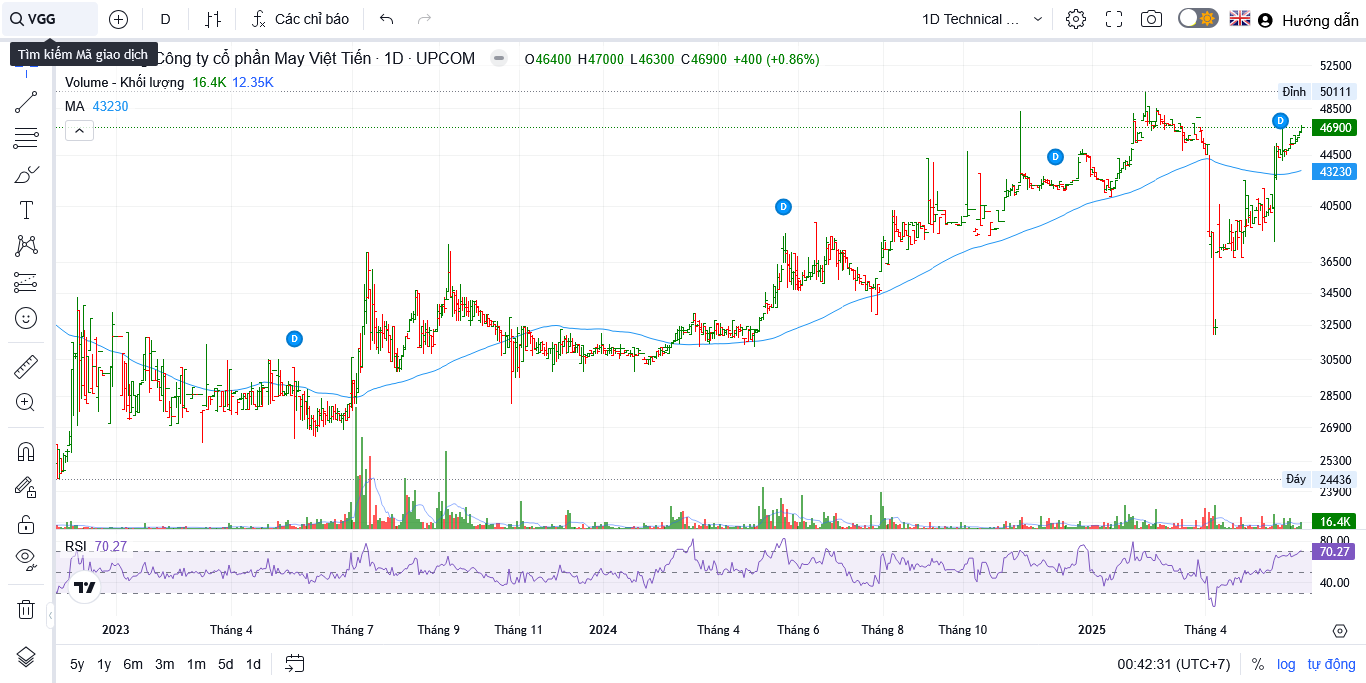 VGG D Các chỉ báo 1D Technical ... Hướng dẫn
Tìm kiếm Mã giao dịch
Công ty cổ phần May Việt Tiến · 1D · UPCOM O46400 H47000 L46300 C46900 +400 (+0.86%)
Volume - Khối lượng 16.4K 12.35K
MA 43230
52500
Đỉnh 50111
48500
46900
44500
43230
40500
36500
34500
32500
30500
28500
26900
25300
Đáy 24436
23900
16.4K
D
D
D
D
RSI 70.27
80.00
70.27
40.00
2023 Tháng 4 Tháng 7 Tháng 9 Tháng 11 2024 Tháng 4 Tháng 6 Tháng 8 Tháng 10 2025 Tháng 4
5y 1y 6m 3m 1m 5d 1d 00:42:31 (UTC+7) % log tự động